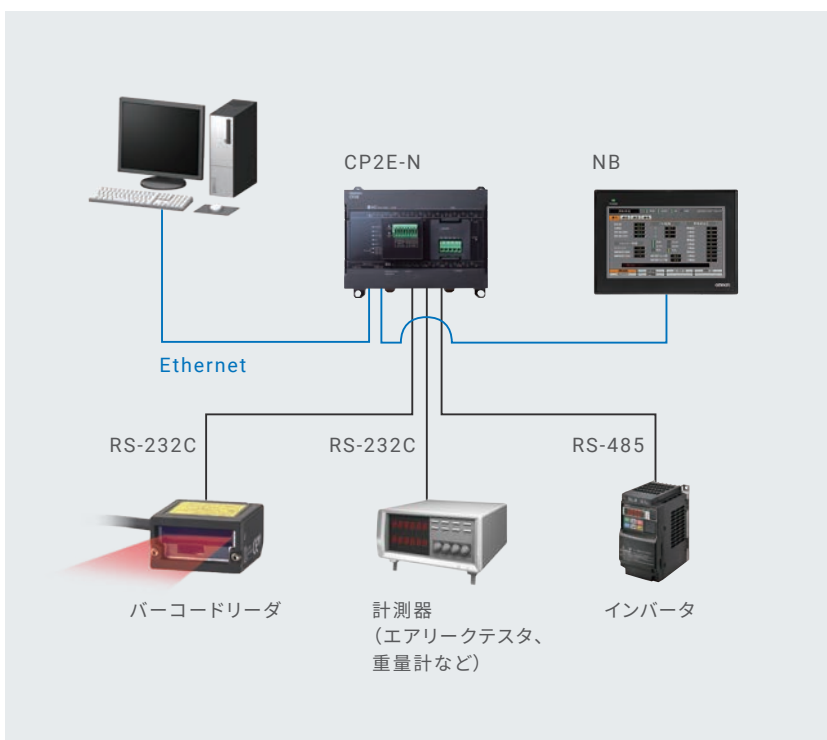 CP2E-N
NB
OMRON
Ethernet
RS-232C
RS-232C
RS-485
バーコードリーダ
計測器
（エアリークテスタ、
重量計など）
インバータ